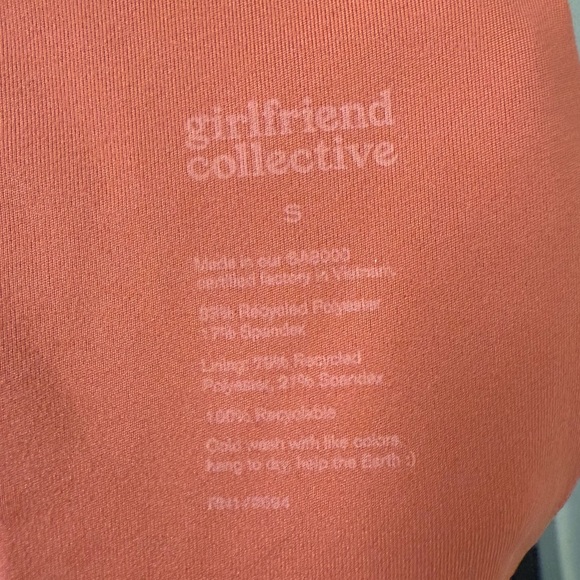 girlfriend
collective
S
Made in our SA8000
certified factory in Vietnam.
83% Recycled Polyester
17% Spandex
Lining: 79% Recycled
Polyester, 21% Spandex
100% Recyclable
Cold wash with like colors,
hang to dry, help the Earth :)